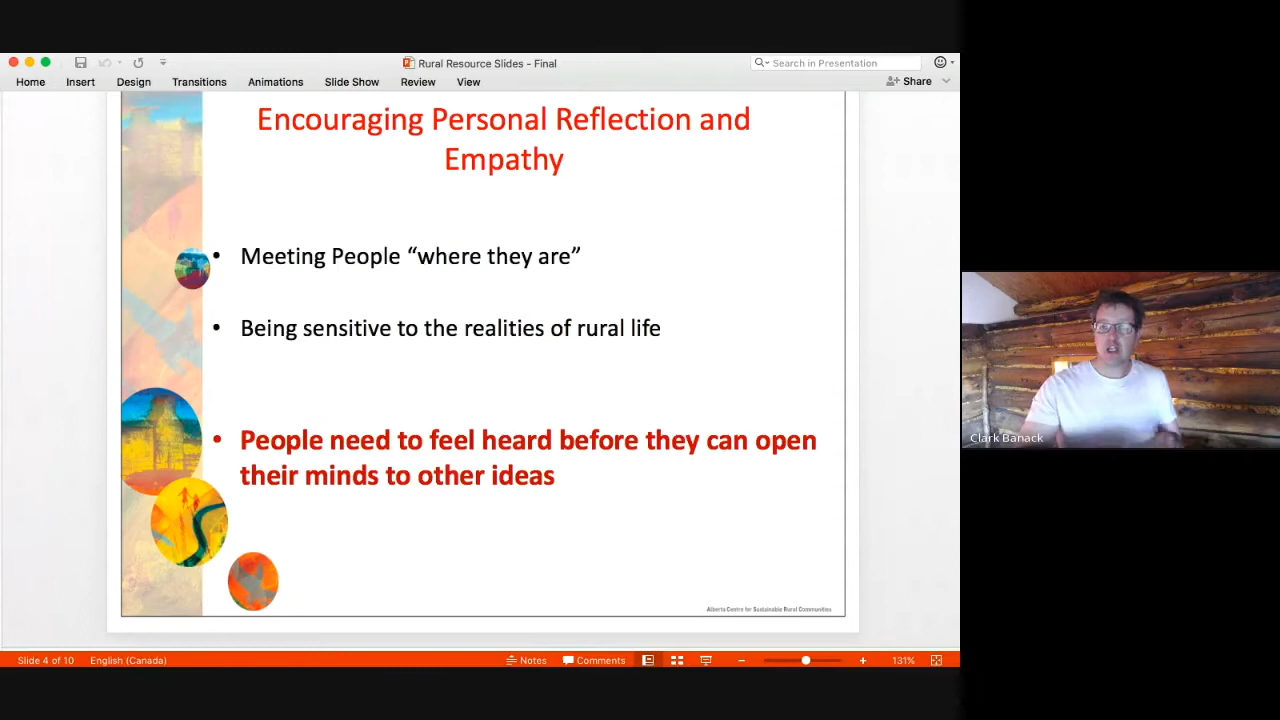 Rural Resource Slides - Final
Search in Presentation
Home
Insert
Design
Transitions
Animations
Slide Show
Review
View
Share
Encouraging Personal Reflection and
Empathy
• Meeting People “where they are”
• Being sensitive to the realities of rural life
• People need to feel heard before they can open
their minds to other ideas
Alberta Centre for Sustainable Rural Communities
Clark Banack
Slide 4 of 10
English (Canada)
Notes
Comments
131%